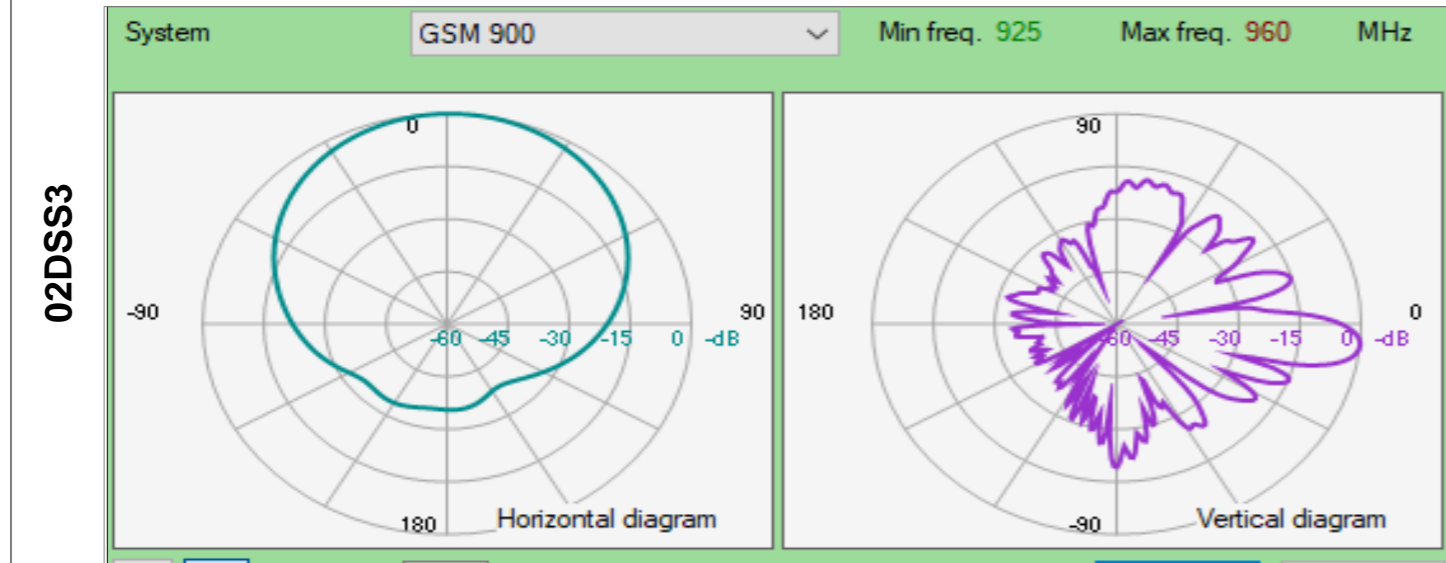 02DSS3
System GSM 900 Min freq. 925 Max freq. 960 MHz
0
-90 90
-60 -45 -30 -15 0 -dB
180 Horizontal diagram
90
180 0
-60 -45 -30 -15 0 -dB
-90 Vertical diagram